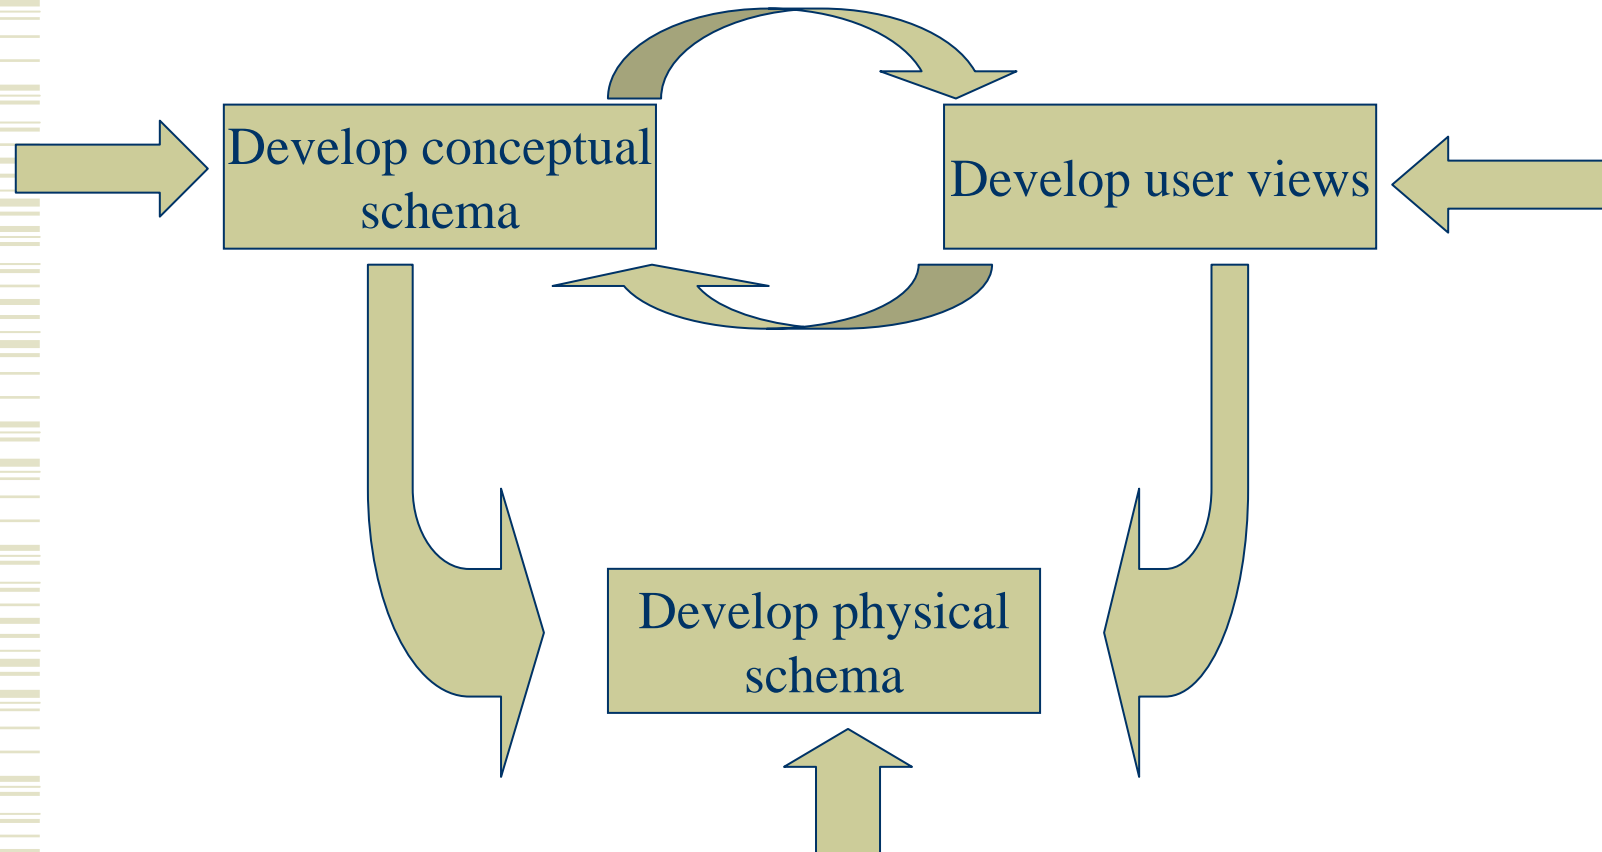 Develop conceptual
schema
Develop user views
Develop physical
schema